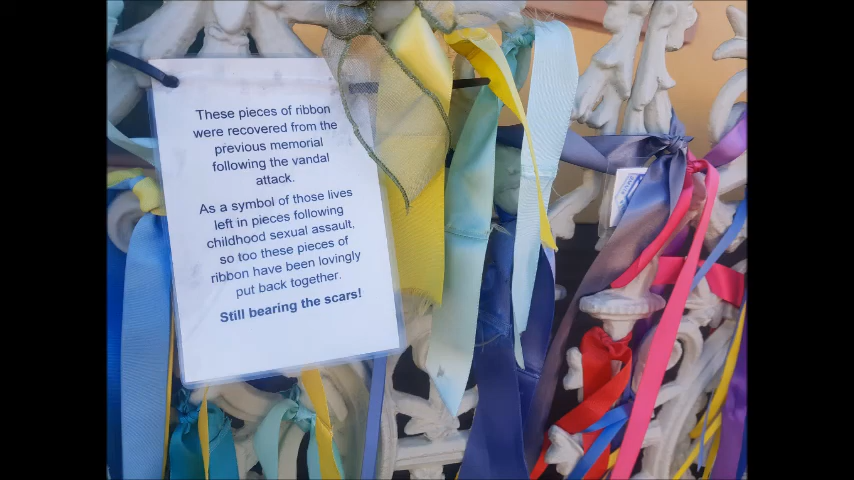 These pieces of ribbon
were recovered from the
previous memorial
following the vandal
attack.
As a symbol of those lives
left in pieces following
childhood sexual assault,
so too these pieces of
ribbon have been lovingly
put back together.
Still bearing the scars!